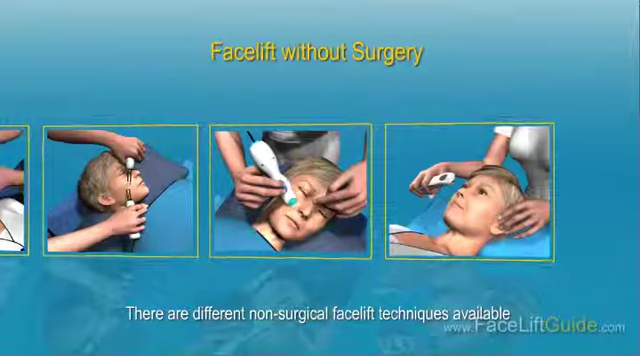 Facelift without Surgery
There are different non-surgical facelift techniques available
www.FaceLiftGuide.com